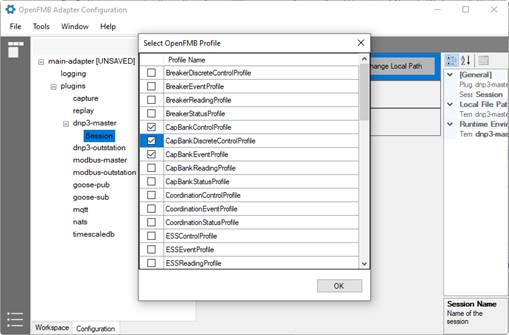 OpenFMB Adapter Configuration
File Tools Window Help
main-adapter [UNSAVED]
logging
plugins
capture
replay
dnp3-master
Session
dnp3-outstation
modbus-master
modbus-outstation
goose-pub
goose-sub
mqtt
nats
timescaledb
Workspace Configuration
Select OpenFMB Profile
Profile Name
BreakerDiscreteControlProfile
BreakerEventProfile
BreakerReadingProfile
BreakerStatusProfile
CapBankControlProfile
CapBankDiscreteControlProfile
CapBankEventProfile
CapBankReadingProfile
CapBankStatusProfile
CoordinationControlProfile
CoordinationEventProfile
CoordinationStatusProfile
ESSControlProfile
ESSEventProfile
ESSReadingProfile
OK
hange Local Path
[General]
Plug dnp3-maste
Sess Session
Local File Path
Tem dnp3-maste
Runtime Enviro
Tem dnp3-maste
Session Name
Name of the
session